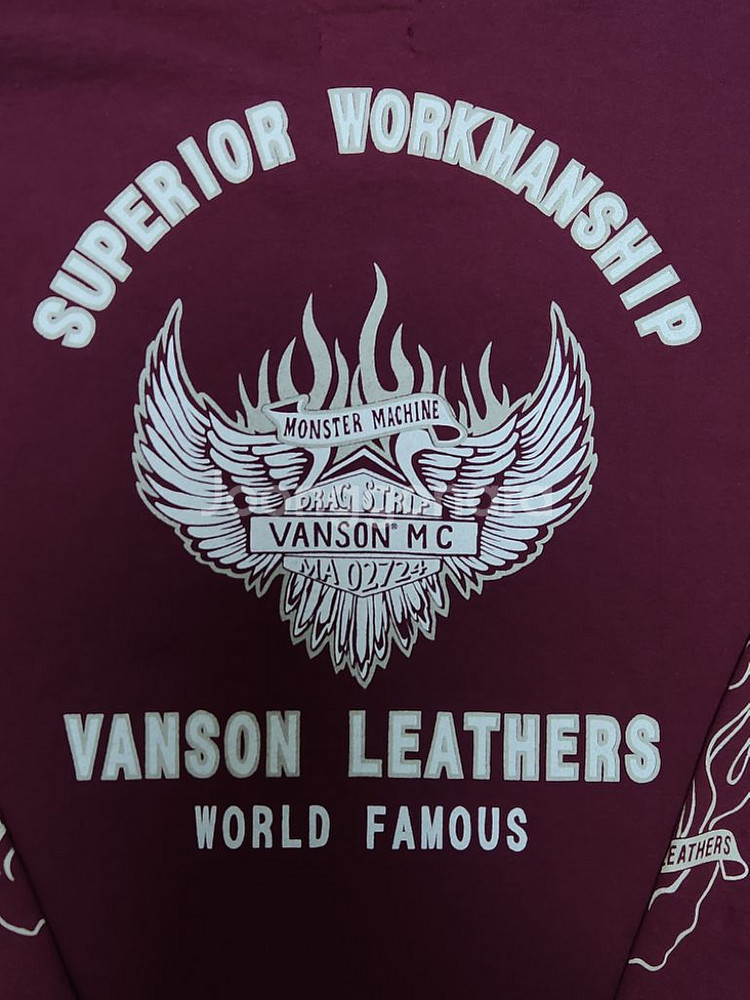 SUPERIOR WORKMANSHIP
MONSTER MACHINE
DRAG STRIP
VANSON® MC
MA 02724
VANSON LEATHERS
WORLD FAMOUS
LEATHERS